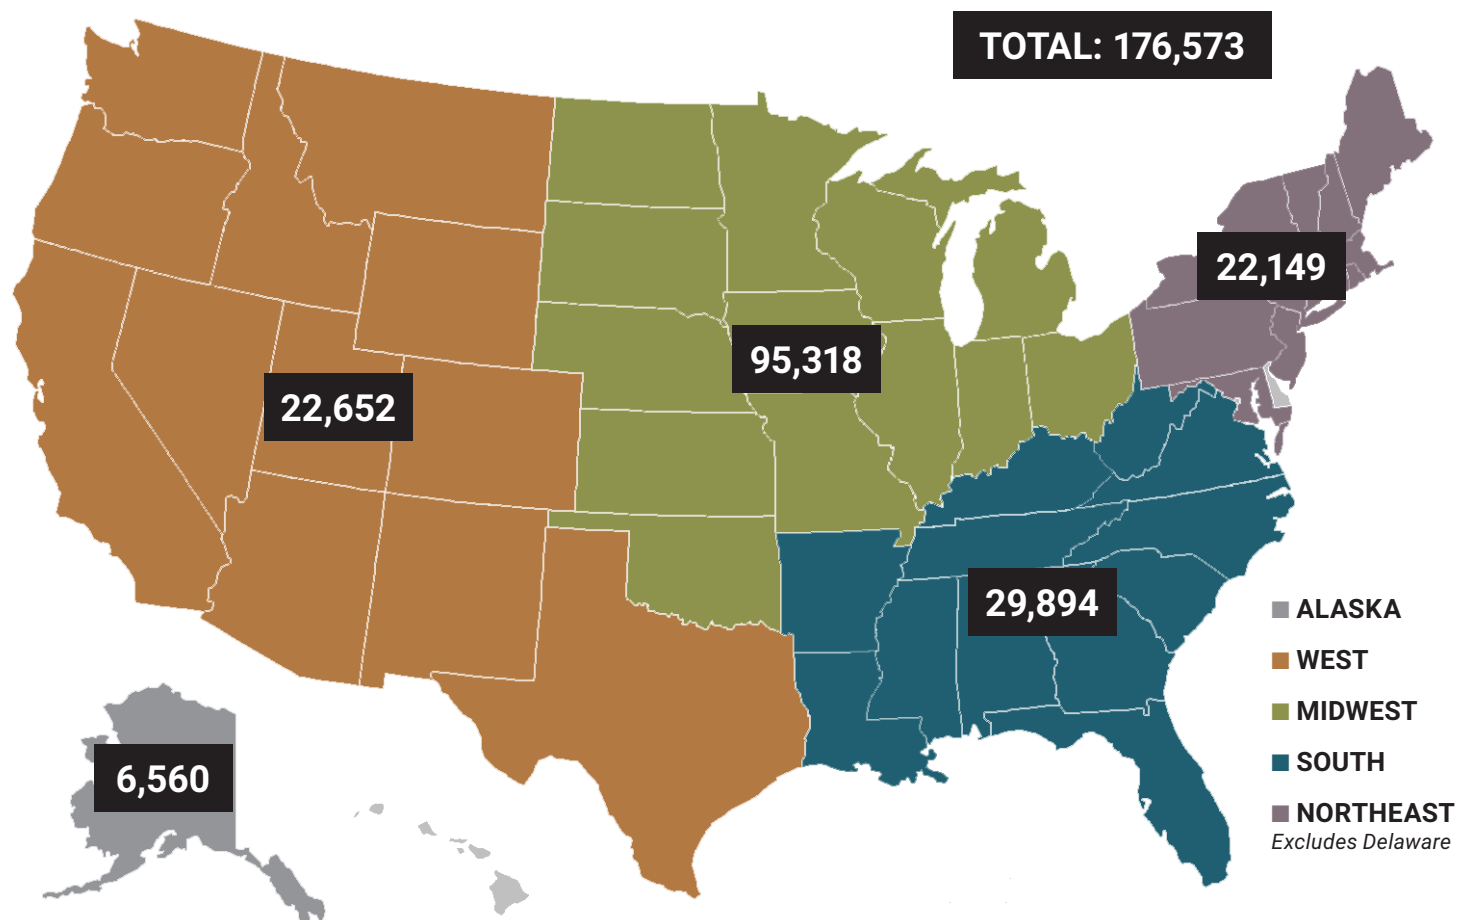 TOTAL: 176,573
22,149
95,318
22,652
29,894
6,560
ALASKA
WEST
MIDWEST
SOUTH
NORTHEAST
Excludes Delaware